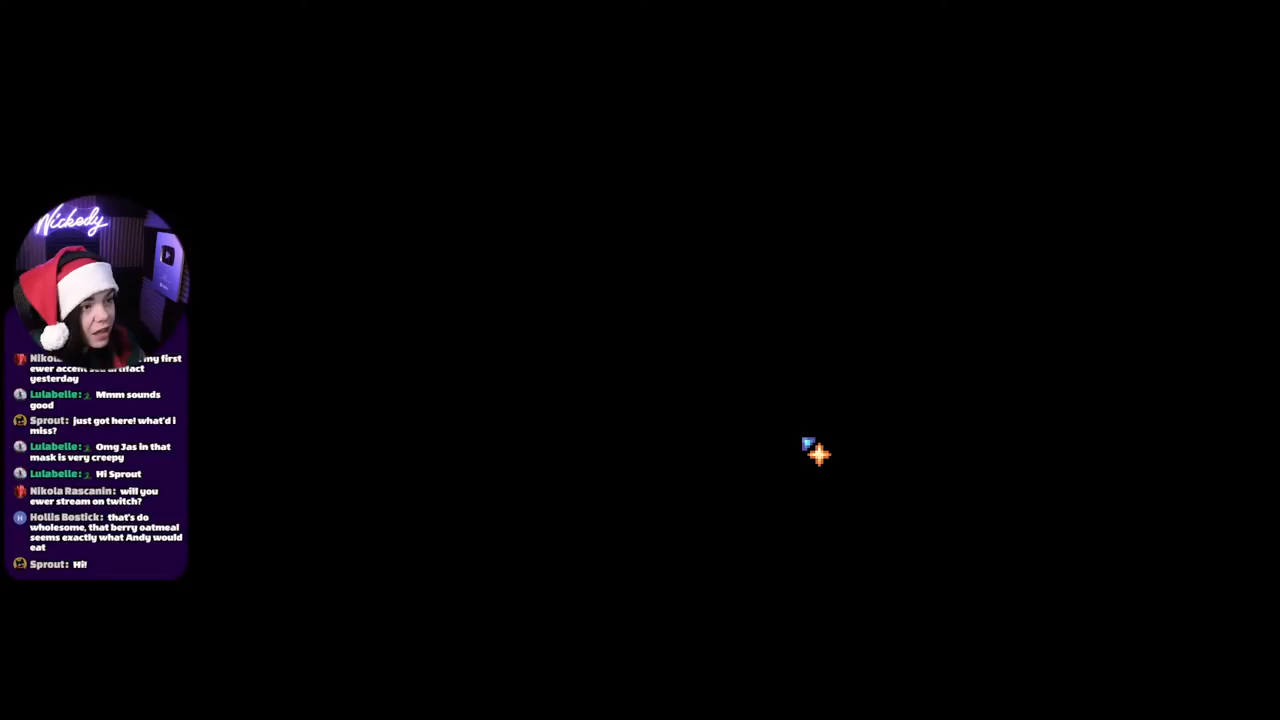 Nickedy
my first
ewer accent
yesterday
Lulabelle: Mmm sounds
good
Sprout: just got here! what'd i
miss?
Lulabelle: Omg Jas in that
mask is very creepy
Lulabelle: Hi Sprout
Nikola Rascanin: will you
ewer stream on twitch?
Hollis Bostick: that's do
wholesome, that berry oatmeal
seems exactly what Andy would
eat
Sprout: Hi!